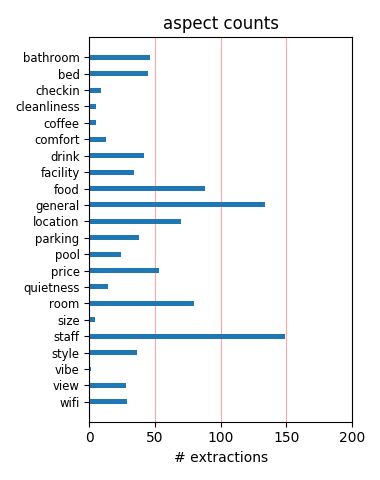 aspect counts
bathroom
bed
checkin
cleanliness
coffee
comfort
drink
facility
food
general
location
parking
pool
price
quietness
room
size
staff
style
vibe
view
wifi
0 50 100 150 200
# extractions